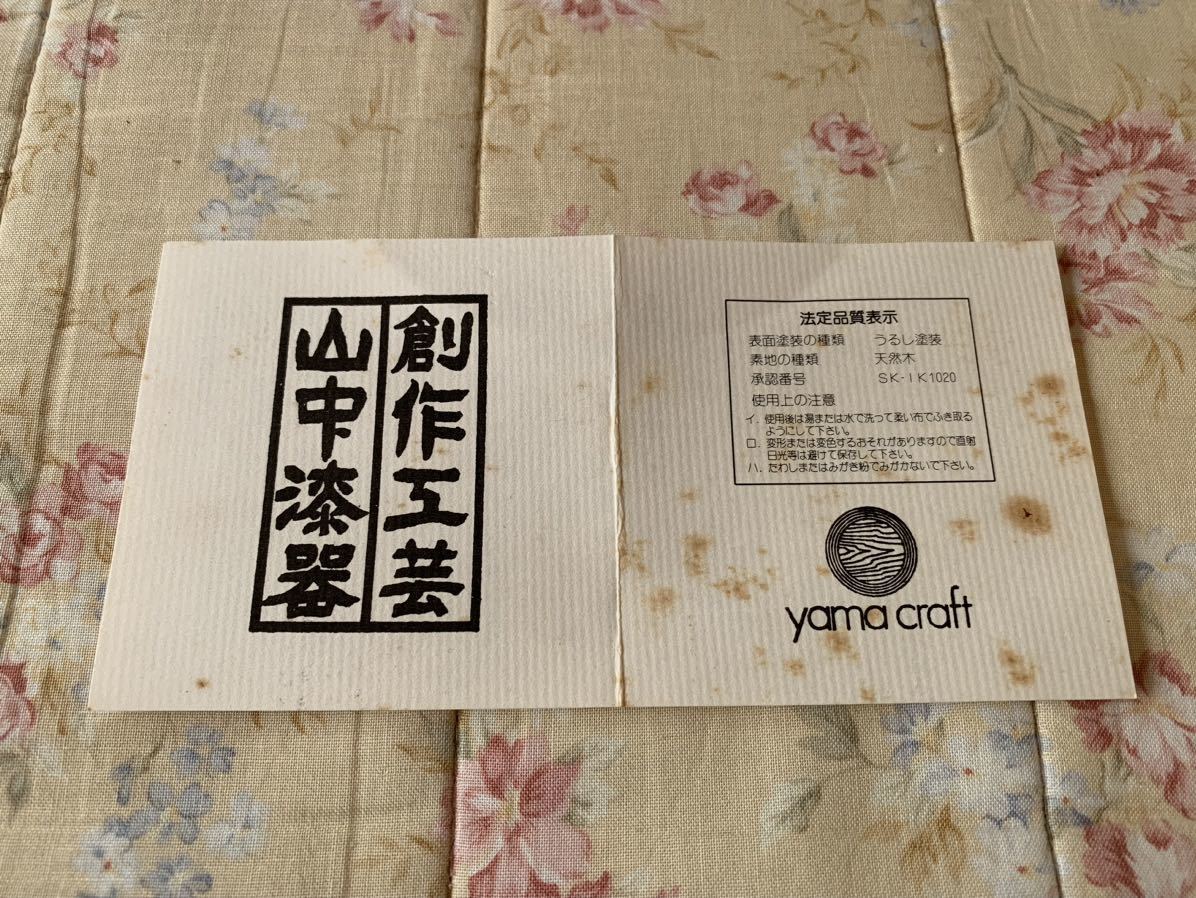 創作工芸
山中漆器
法定品質表示
表面塗装の種類 うるし塗装
素地の種類 天然木
承認番号 SK-IK1020
使用上の注意
イ. 使用後は湯または水で洗って柔い布でふき取る
ようにして下さい。
ロ. 変形または変色するおそれがありますので直射
日光等は避けて保存して下さい。
ハ. たわしまたはみがき粉でみがかないで下さい。
yama craft